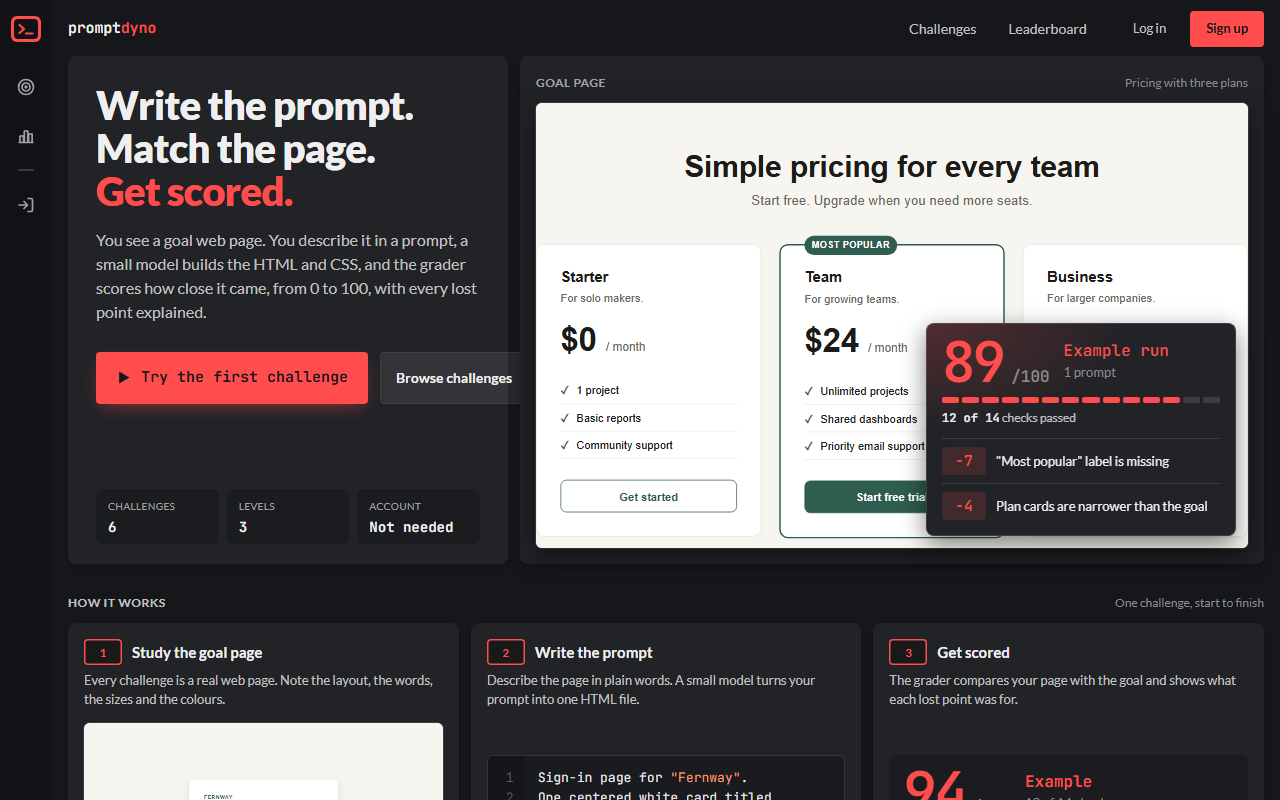 promptdyno
Challenges
Leaderboard
Log in
Sign up
Write the prompt.
Match the page.
Get scored.
You see a goal web page. You describe it in a prompt, a
small model builds the HTML and CSS, and the grader
scores how close it came, from 0 to 100, with every lost
point explained.
▶ Try the first challenge
Browse challenges
CHALLENGES
6
LEVELS
3
ACCOUNT
Not needed
GOAL PAGE
Pricing with three plans
Simple pricing for every team
Start free. Upgrade when you need more seats.
Starter
For solo makers.
$0 / month
✓ 1 project
✓ Basic reports
✓ Community support
Get started
MOST POPULAR
Team
For growing teams.
$24 / month
✓ Unlimited projects
✓ Shared dashboards
✓ Priority email support
Start free trial
Business
For larger companies.
89 /100
Example run
1 prompt
12 of 14 checks passed
-7 "Most popular" label is missing
-4 Plan cards are narrower than the goal
HOW IT WORKS
One challenge, start to finish
1 Study the goal page
Every challenge is a real web page. Note the layout, the words,
the sizes and the colours.
FERNWAY
2 Write the prompt
Describe the page in plain words. A small model turns your
prompt into one HTML file.
1 Sign-in page for "Fernway".
2 One centered white card titled
3 Get scored
The grader compares your page with the goal and shows what
each lost point was for.
94
Example